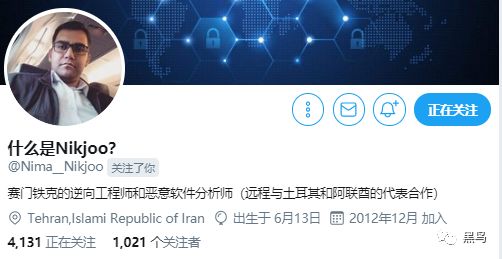 正在关注
什么是Nikjoo?
@Nima__Nikjoo 关注了你
赛门铁克的逆向工程师和恶意软件分析师（远程与土耳其和阿联酋的代表合作）
Tehran,Islami Republic of Iran 出生于 6月13日 2012年12月 加入
4,131 正在关注 1,021 个关注者
黑鸟